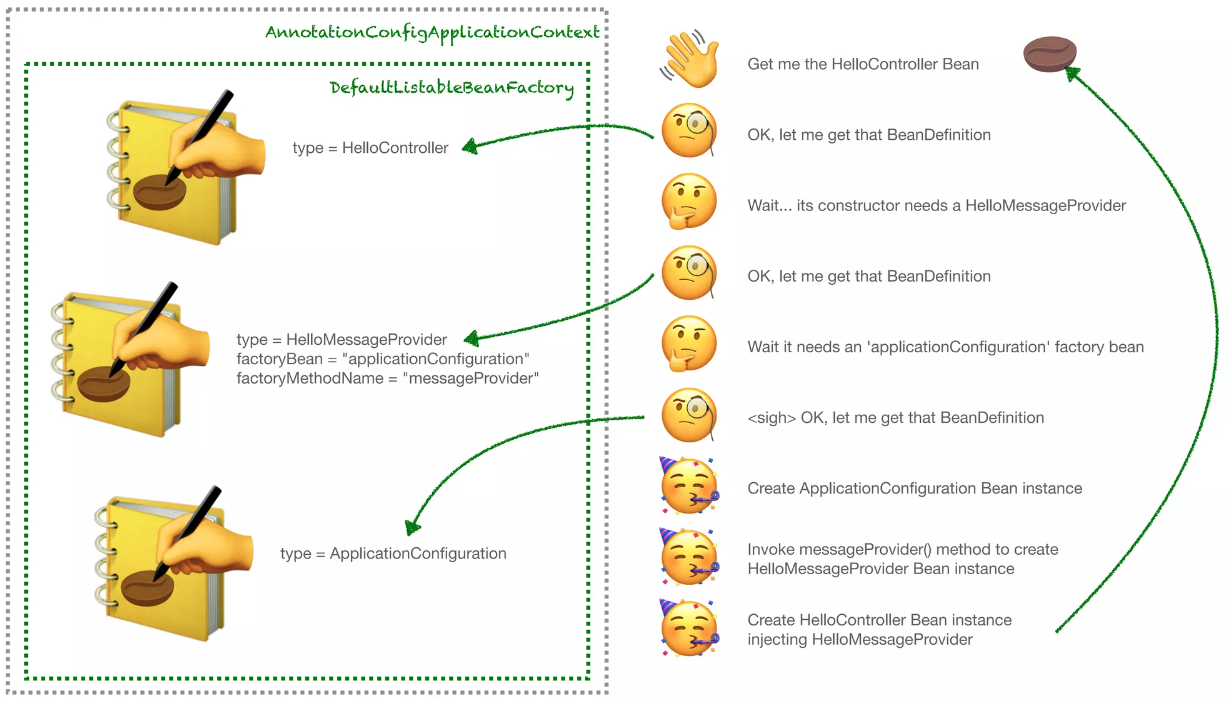 AnnotationConfigApplicationContext
DefaultListableBeanFactory
type = HelloController
type = HelloMessageProvider
factoryBean = "applicationConfiguration"
factoryMethodName = "messageProvider"
type = ApplicationConfiguration
Get me the HelloController Bean
OK, let me get that BeanDefinition
Wait... its constructor needs a HelloMessageProvider
OK, let me get that BeanDefinition
Wait it needs an 'applicationConfiguration' factory bean
<sigh> OK, let me get that BeanDefinition
Create ApplicationConfiguration Bean instance
Invoke messageProvider() method to create
HelloMessageProvider Bean instance
Create HelloController Bean instance
injecting HelloMessageProvider